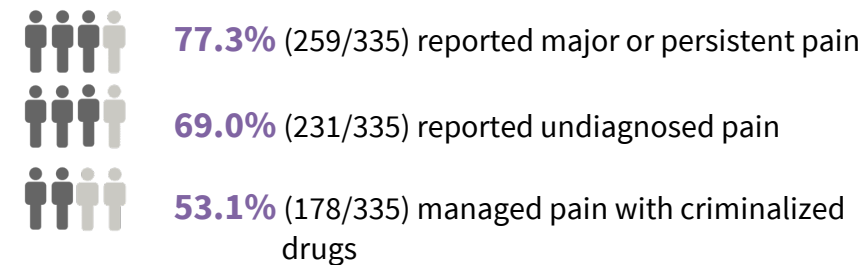 77.3% (259/335) reported major or persistent pain
69.0% (231/335) reported undiagnosed pain
53.1% (178/335) managed pain with criminalized
drugs